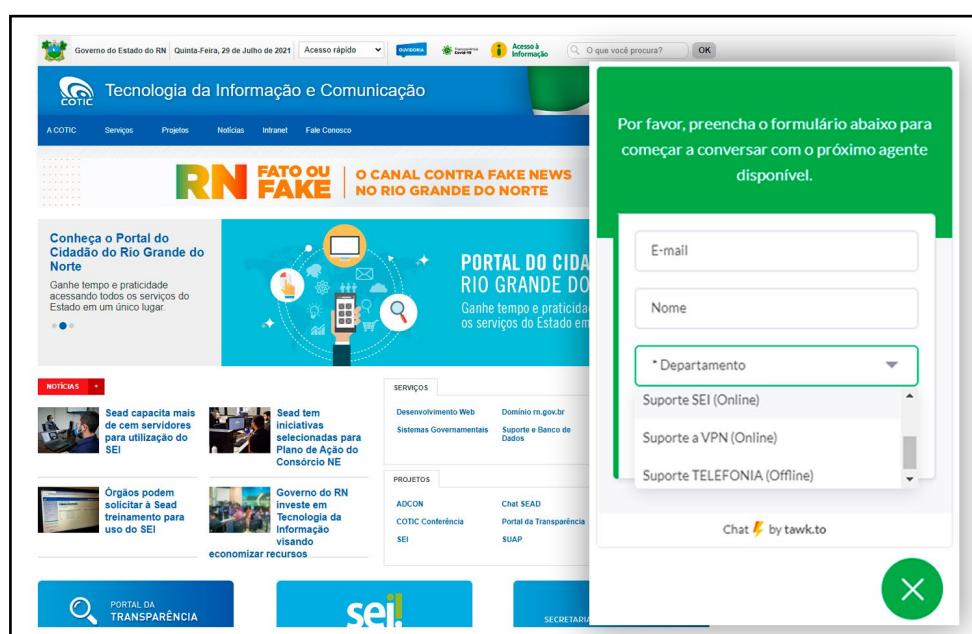 Governo do Estado do RN
Quinta-Feira, 29 de Julho de 2021
Acesso rápido
OUVIDORIA
Transparência
Covid-19
Acesso à
Informação
O que você procura?
OK
COTIC
Tecnologia da Informação e Comunicação
A COTIC
Serviços
Projetos
Notícias
Intranet
Fale Conosco
RN
FATO OU
FAKE
O CANAL CONTRA FAKE NEWS
NO RIO GRANDE DO NORTE
Conheça o Portal do
Cidadão do Rio Grande do
Norte
Ganhe tempo e praticidade
acessando todos os serviços do
Estado em um único lugar.
PORTAL DO CIDA
RIO GRANDE DO
Ganhe tempo e praticida
os serviços do Estado em
NOTÍCIAS +
Sead capacita mais
de cem servidores
para utilização do
SEI
Sead tem
iniciativas
selecionadas para
Plano de Ação do
Consórcio NE
Órgãos podem
solicitar à Sead
treinamento para
uso do SEI
Governo do RN
investe em
Tecnologia da
Informação
visando
economizar recursos
SERVIÇOS
Desenvolvimento Web
Domínio rn.gov.br
Sistemas Governamentais
Suporte e Banco de
Dados
PROJETOS
ADCON
Chat SEAD
COTIC Conferência
Portal da Transparência
SEI
SUAP
PORTAL DA
TRANSPARÊNCIA
sei!
SECRETARIA
Por favor, preencha o formulário abaixo para
começar a conversar com o próximo agente
disponível.
E-mail
Nome
* Departamento
Suporte SEI (Online)
Suporte a VPN (Online)
Suporte TELEFONIA (Offline)
Chat by tawk.to